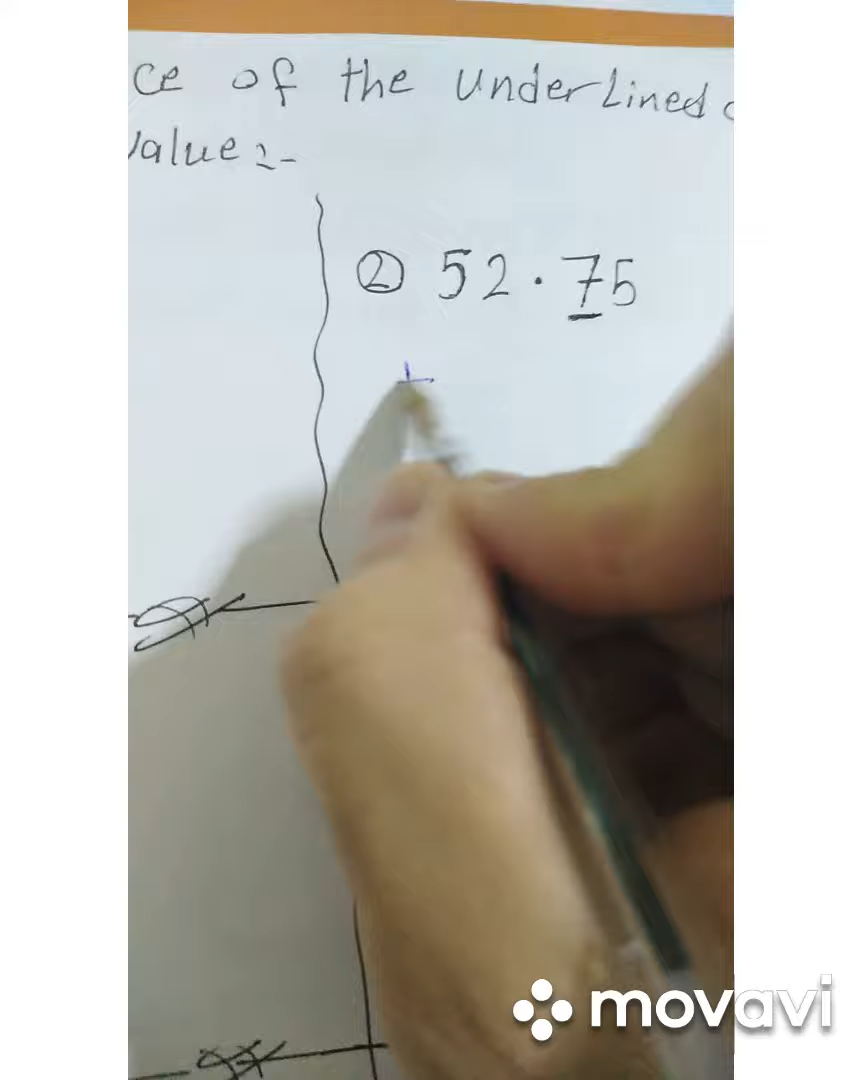 ce of the underLined
value:-
② 52.75
movavi